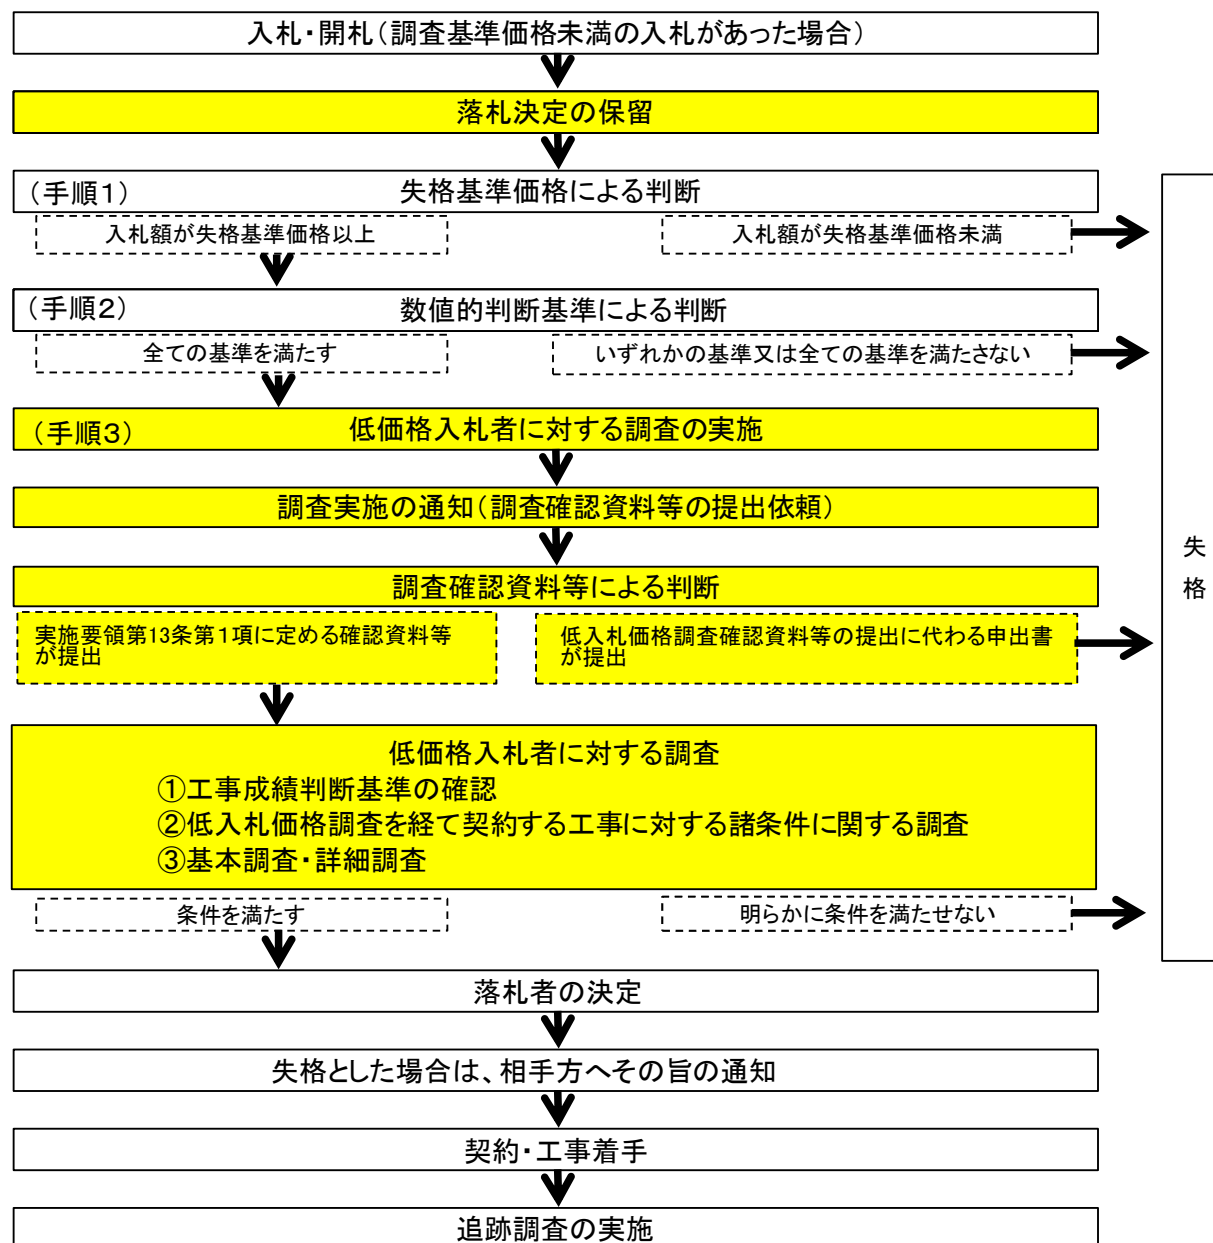 入札・開札(調査基準価格未満の入札があった場合)
落札決定の保留
(手順1) 失格基準価格による判断
入札額が失格基準価格以上 入札額が失格基準価格未満
(手順2) 数値的判断基準による判断
全ての基準を満たす いずれかの基準又は全ての基準を満たさない
(手順3) 低価格入札者に対する調査の実施
調査実施の通知(調査確認資料等の提出依頼)
調査確認資料等による判断
実施要領第13条第1項に定める確認資料等
が提出
低入札価格調査確認資料等の提出に代わる申出書
が提出
低価格入札者に対する調査
①工事成績判断基準の確認
②低入札価格調査を経て契約する工事に対する諸条件に関する調査
③基本調査・詳細調査
条件を満たす 明らかに条件を満たせない
失
格
落札者の決定
失格とした場合は、相手方へその旨の通知
契約・工事着手
追跡調査の実施